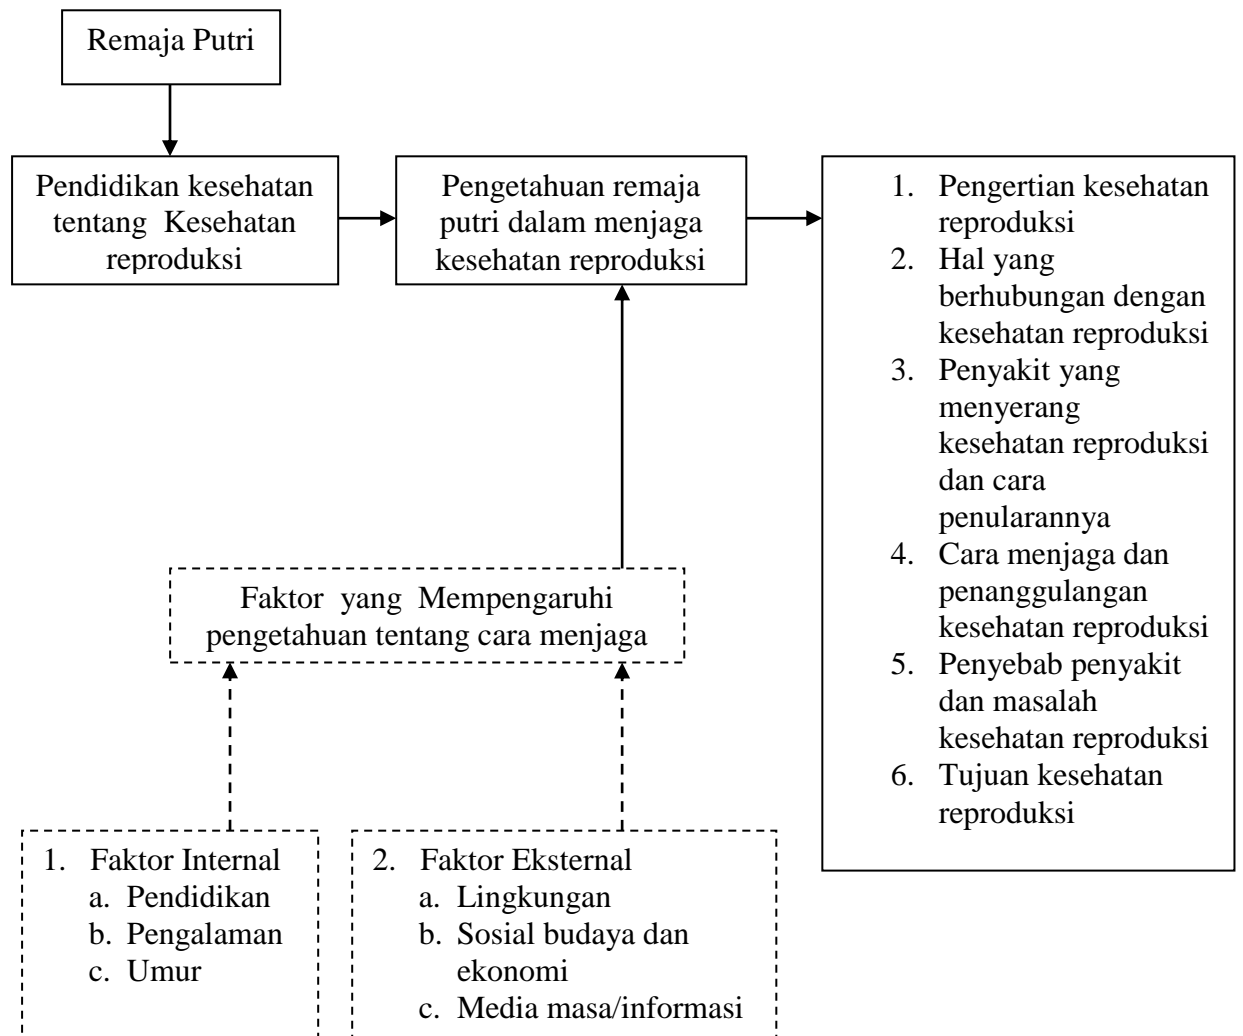 Remaja Putri
Pendidikan kesehatan
tentang Kesehatan
reproduksi
Pengetahuan remaja
putri dalam menjaga
kesehatan reproduksi
1. Pengertian kesehatan
reproduksi
2. Hal yang
berhubungan dengan
kesehatan reproduksi
3. Penyakit yang
menyerang
kesehatan reproduksi
dan cara
penularannya
4. Cara menjaga dan
penanggulangan
kesehatan reproduksi
5. Penyebab penyakit
dan masalah
kesehatan reproduksi
6. Tujuan kesehatan
reproduksi
Faktor yang Mempengaruhi
pengetahuan tentang cara menjaga
1. Faktor Internal
a. Pendidikan
b. Pengalaman
c. Umur
2. Faktor Eksternal
a. Lingkungan
b. Sosial budaya dan
ekonomi
c. Media masa/informasi